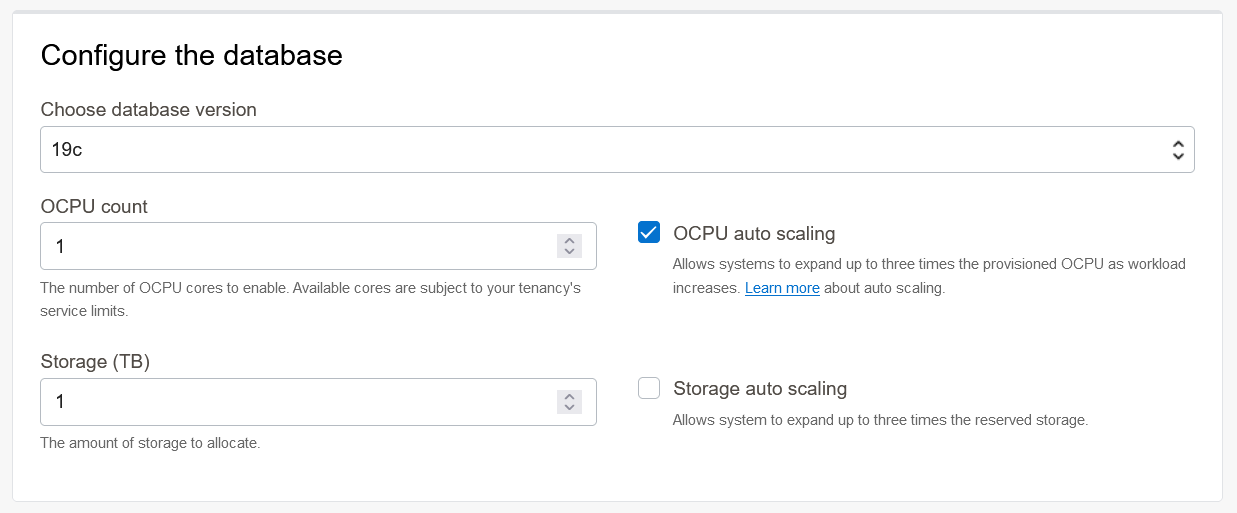 Configure the database
Choose database version
19c
OCPU count
1
The number of OCPU cores to enable. Available cores are subject to your tenancy's
service limits.
OCPU auto scaling
Allows systems to expand up to three times the provisioned OCPU as workload
increases. Learn more about auto scaling.
Storage (TB)
1
The amount of storage to allocate.
Storage auto scaling
Allows system to expand up to three times the reserved storage.